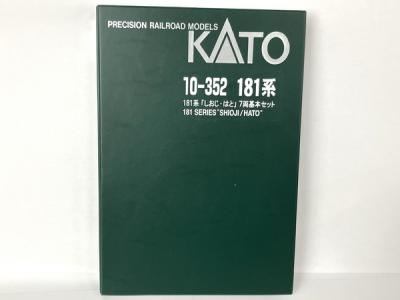 PRECISION RAILROAD MODELS
KATO
10-352 181系
181系「しおじ・はと」7両基本セット
181 SERIES "SHIOJI/HATO"